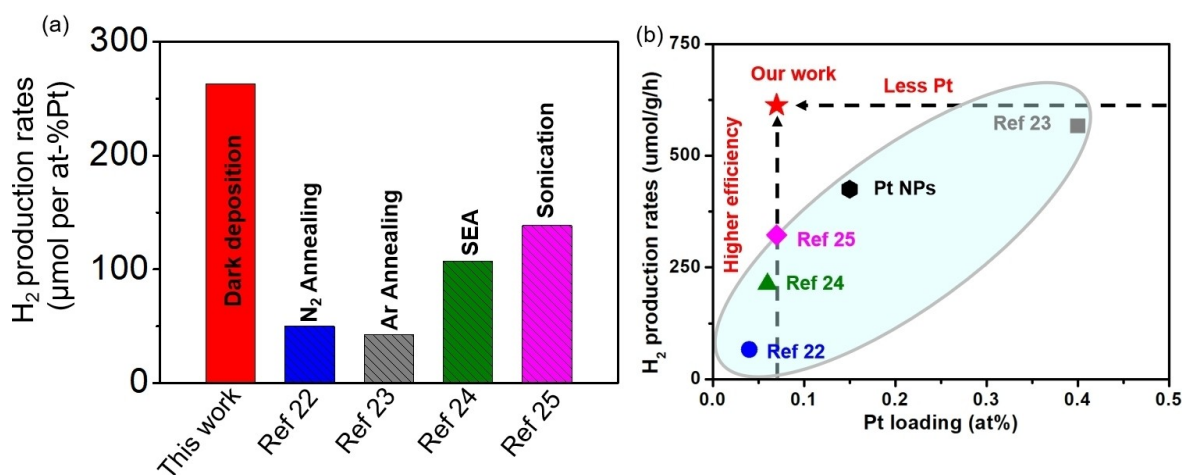 (a)
H₂ production rates
(µmol per at-%Pt)
300
200
100
0
Dark deposition
N₂ Annealing
Ar Annealing
SEA
Sonication
This work
Ref 22
Ref 23
Ref 24
Ref 25
(b)
H₂ production rates (umol/g/h)
750
500
250
0
Our work
Less Pt
Higher efficiency
Ref 23
Pt NPs
Ref 25
Ref 24
Ref 22
0.0
0.1
0.2
0.3
0.4
0.5
Pt loading (at%)